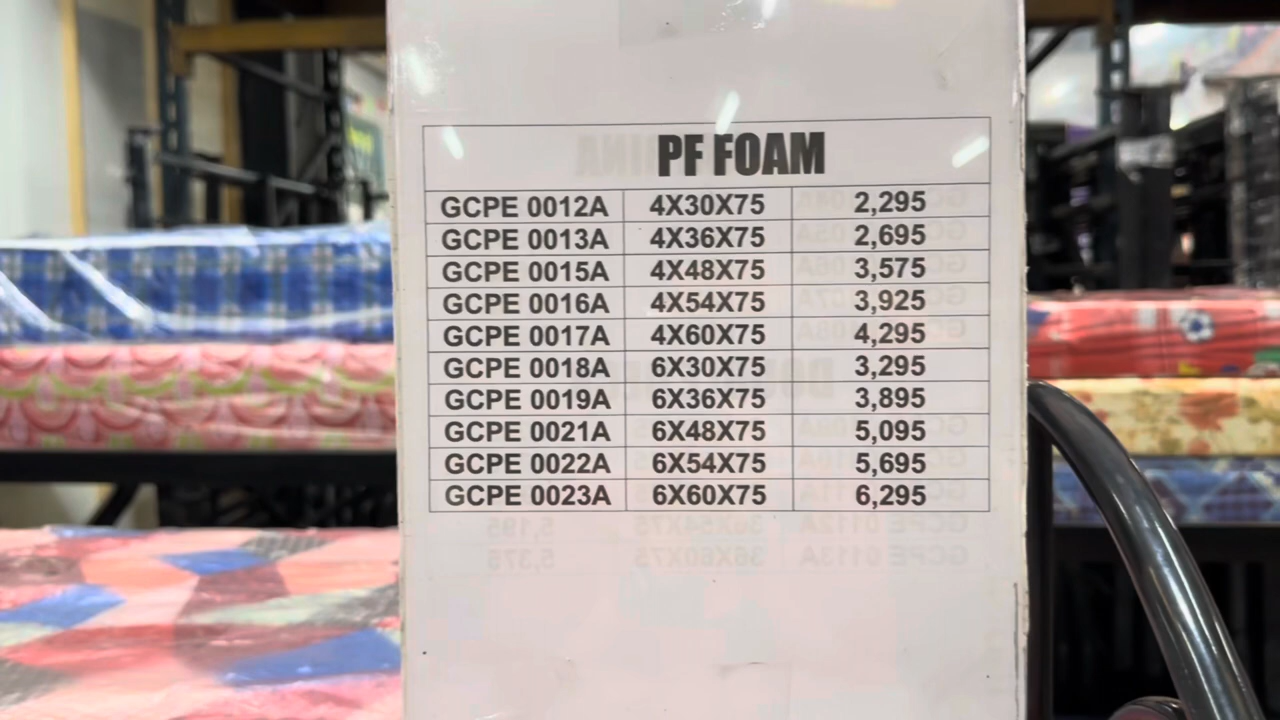 PF FOAM
GCPE 0012A 4X30X75 2,295
GCPE 0013A 4X36X75 2,695
GCPE 0015A 4X48X75 3,575
GCPE 0016A 4X54X75 3,925
GCPE 0017A 4X60X75 4,295
GCPE 0018A 6X30X75 3,295
GCPE 0019A 6X36X75 3,895
GCPE 0021A 6X48X75 5,095
GCPE 0022A 6X54X75 5,695
GCPE 0023A 6X60X75 6,295